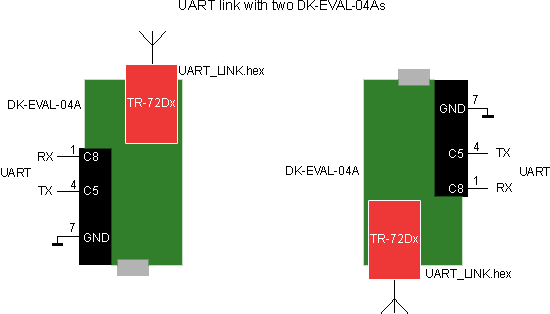 UART link with two DK-EVAL-04As
UART_LINK.hex
DK-EVAL-04A
TR-72Dx
RX 1 C8
UART
TX 4 C5
7 GND
7 GND
C5 4 TX
DK-EVAL-04A
UART
C8 1 RX
TR-72Dx
UART_LINK.hex